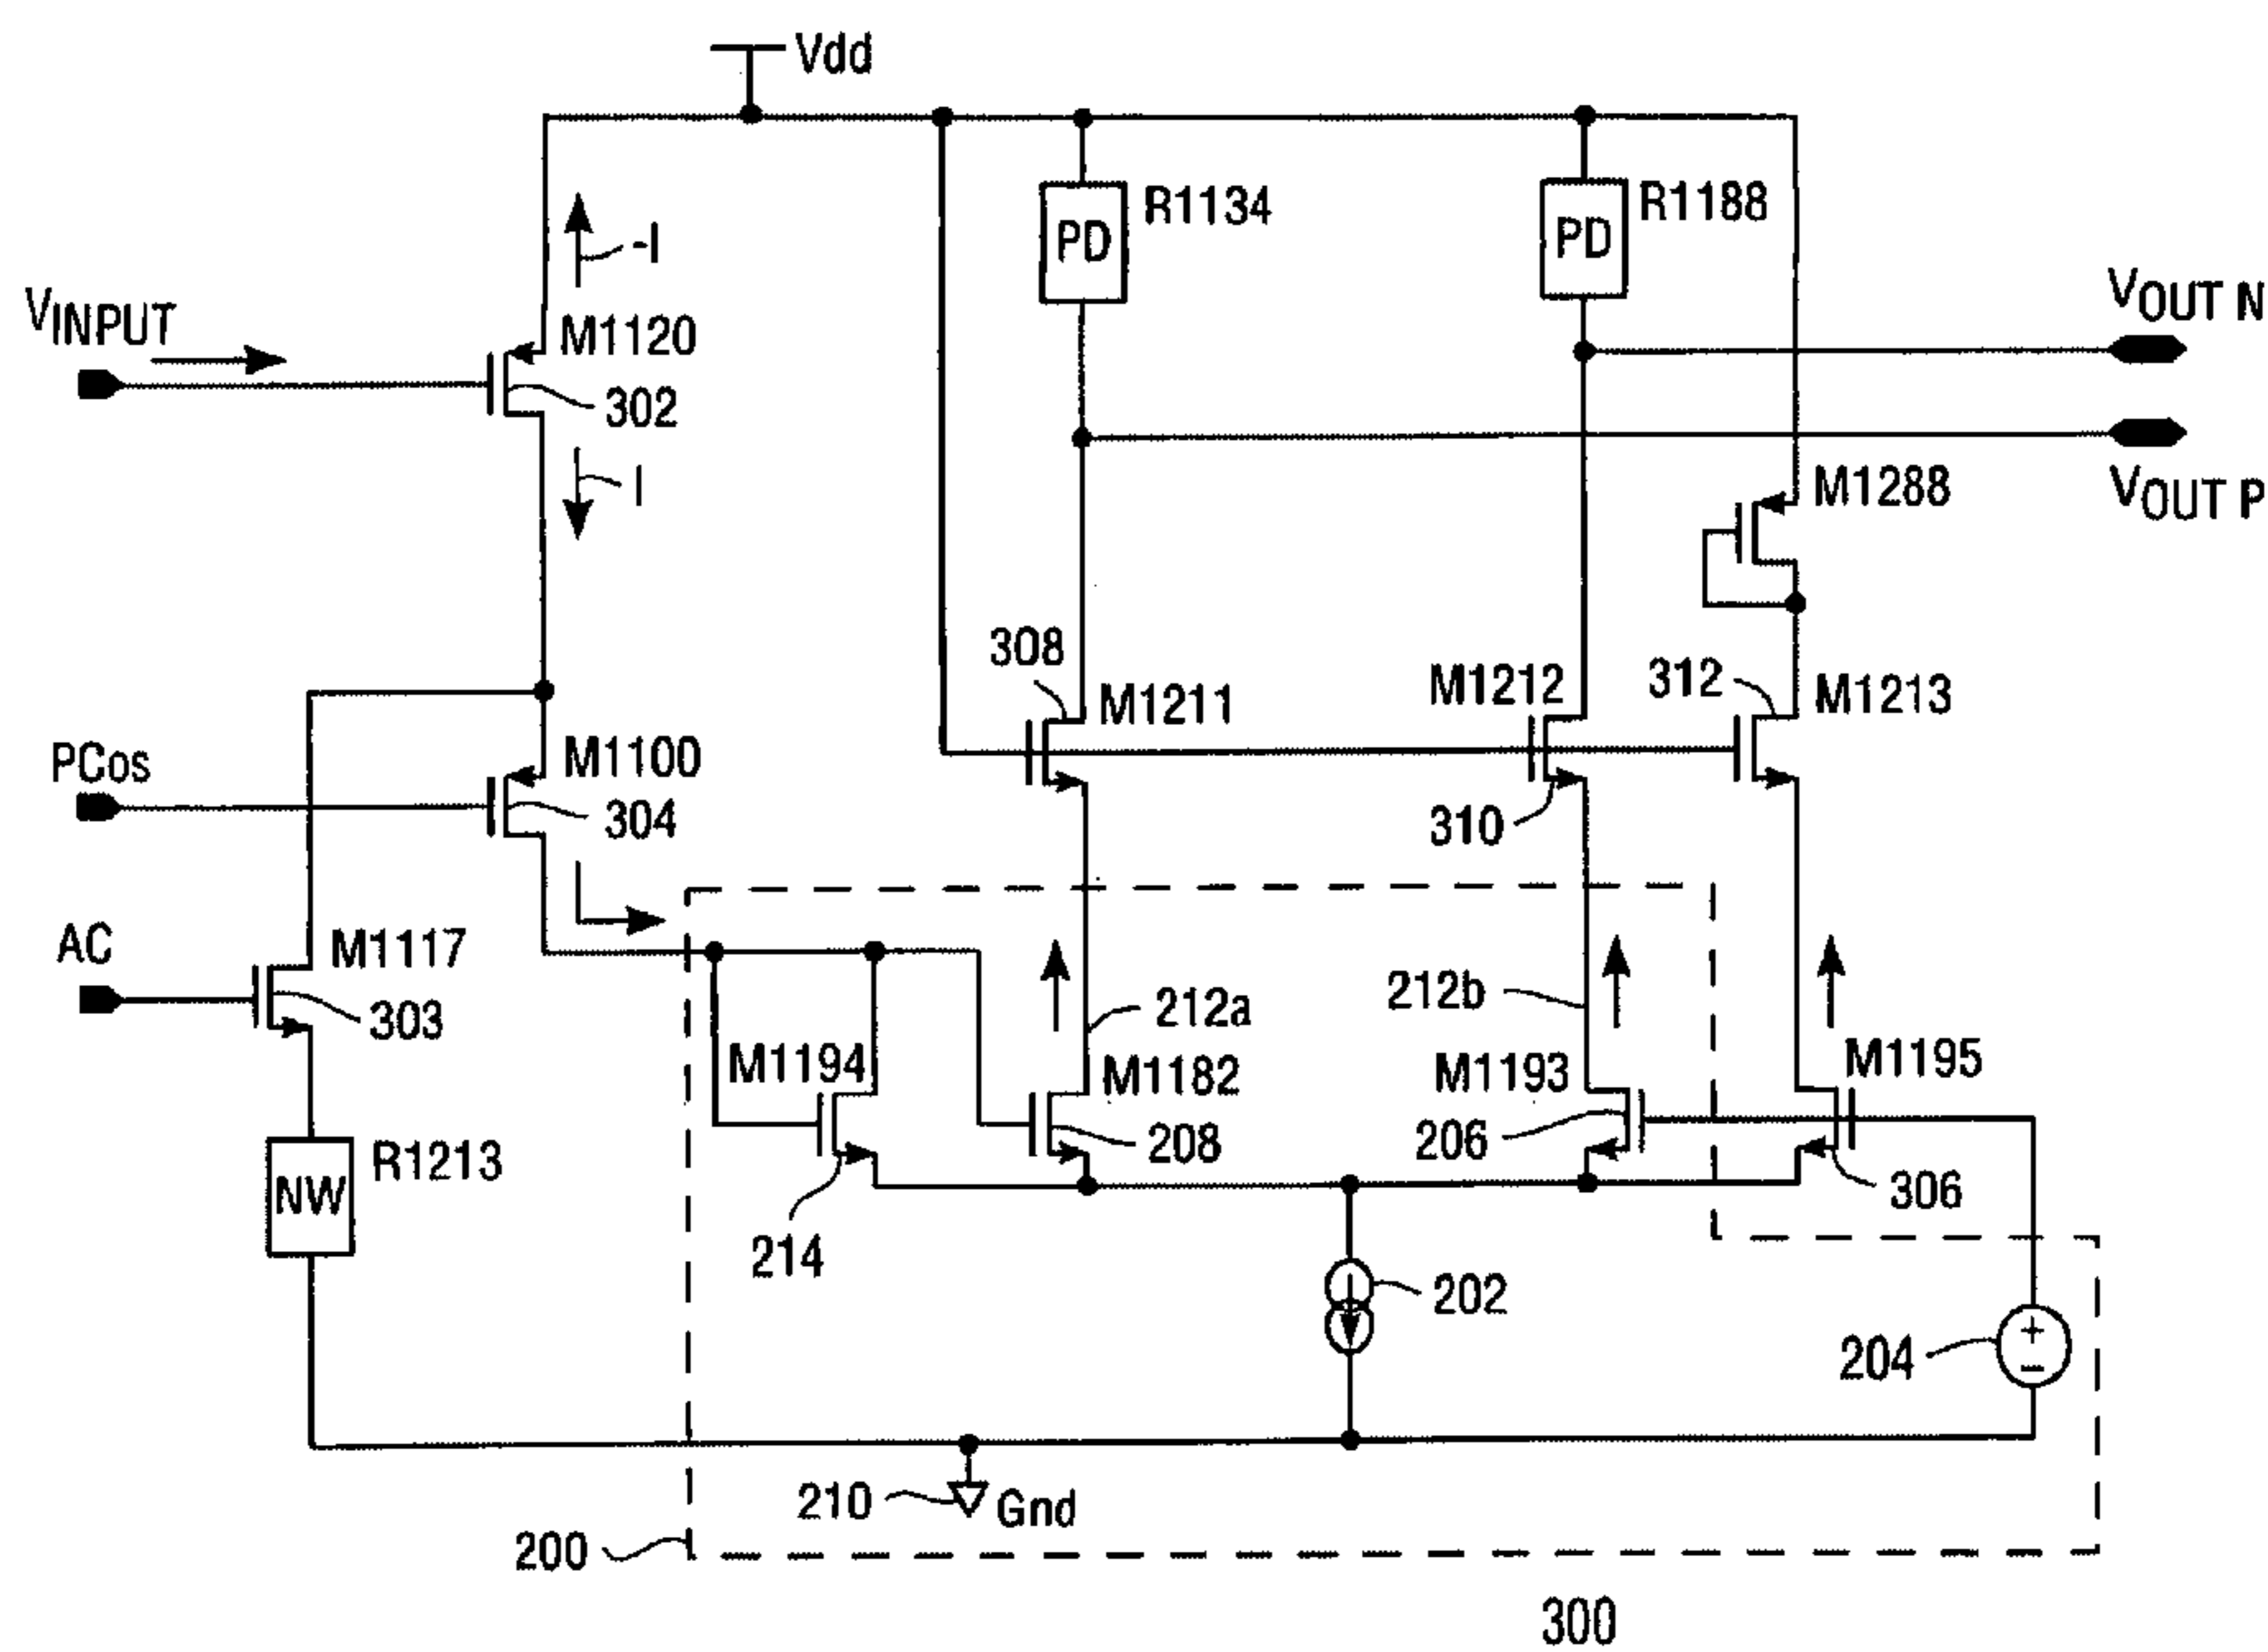 Vdd
R1134
PD
R1188
PD
-I
VINPUT
M1120
302
VOUT N
I
VOUT P
M1288
308
M1211
M1212
312
M1213
PCos
M1100
304
310
AC
M1117
303
212a
212b
M1194
M1182
M1193
M1195
208
206
R1213
NW
306
214
202
204
210
Gnd
200
300